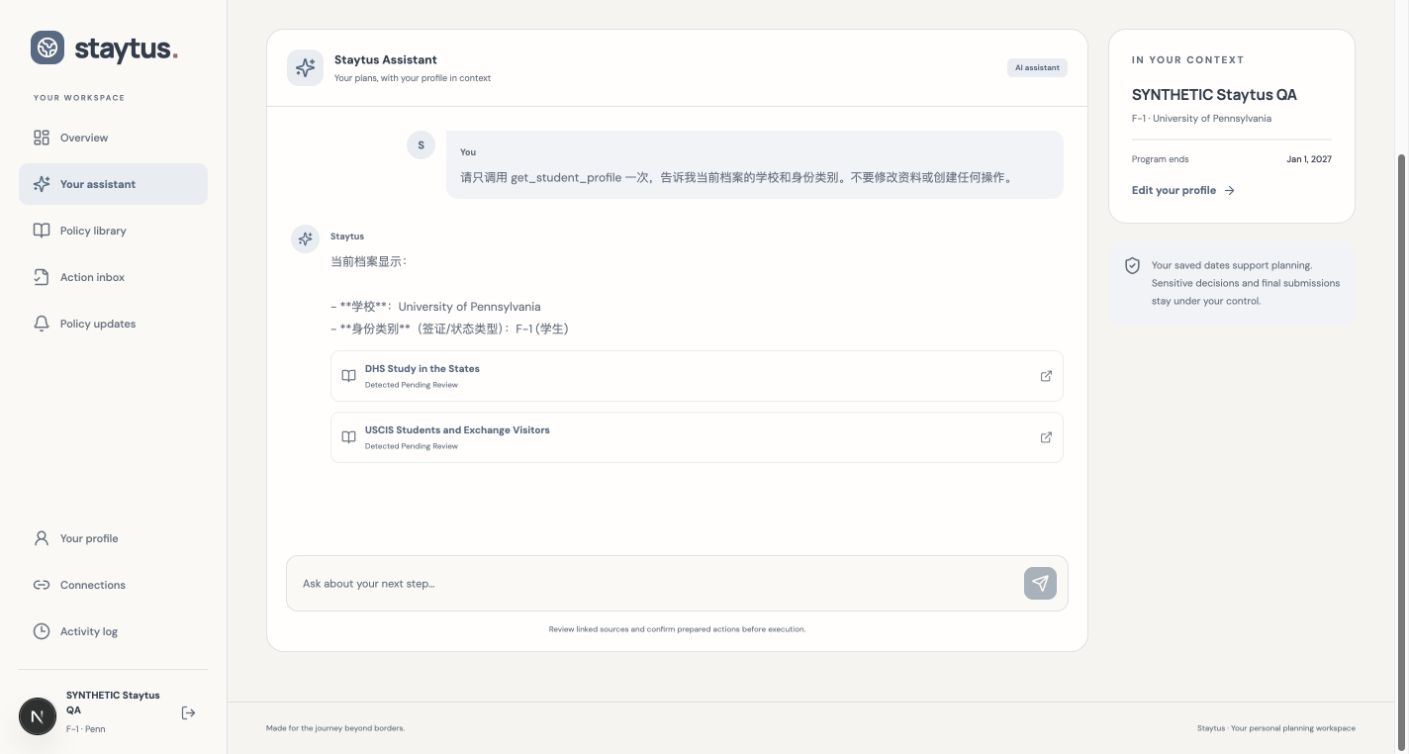 staytus.
YOUR WORKSPACE
Overview
Your assistant
Policy library
Action inbox
Policy updates
Your profile
Connections
Activity log
N
SYNTHETIC Staytus
QA
F-1 · Penn
Staytus Assistant
Your plans, with your profile in context
AI assistant
S
You
请只调用 get_student_profile 一次，告诉我当前档案的学校和身份类别。不要修改资料或创建任何操作。
Staytus
当前档案显示：
- **学校**：University of Pennsylvania
- **身份类别**（签证/状态类型）：F-1 (学生)
DHS Study in the States
Detected Pending Review
USCIS Students and Exchange Visitors
Detected Pending Review
Ask about your next step...
Review linked sources and confirm prepared actions before execution.
IN YOUR CONTEXT
SYNTHETIC Staytus QA
F-1 · University of Pennsylvania
Program ends Jan 1, 2027
Edit your profile →
Your saved dates support planning.
Sensitive decisions and final submissions
stay under your control.
Made for the journey beyond borders.
Staytus · Your personal planning workspace